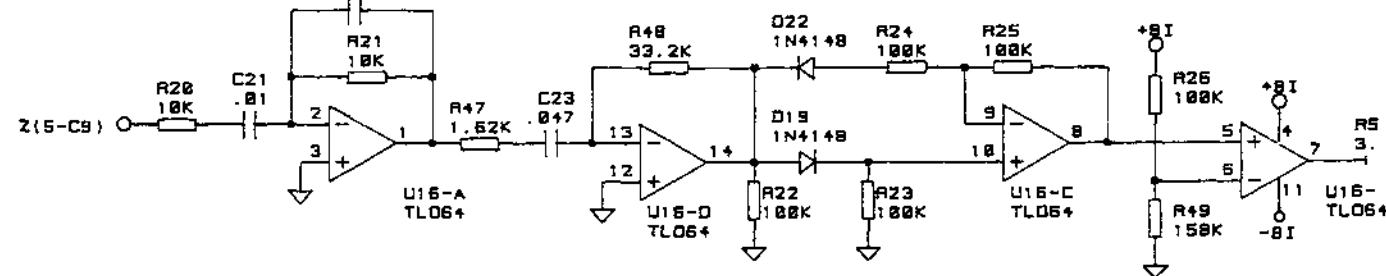 Z(5-C9)
R20
10K
C21
.01
R21
10K
2
3
1
U16-A
TL064
R47
1.62K
C23
.047
R48
33.2K
13
12
14
U16-D
TL064
D22
1N4148
D19
1N4148
R22
100K
R23
100K
R24
100K
R25
100K
9
10
8
U16-C
TL064
+8I
R26
100K
R49
150K
+8I
5
6
4
7
11
-8I
U16-
TL064
R5
3.